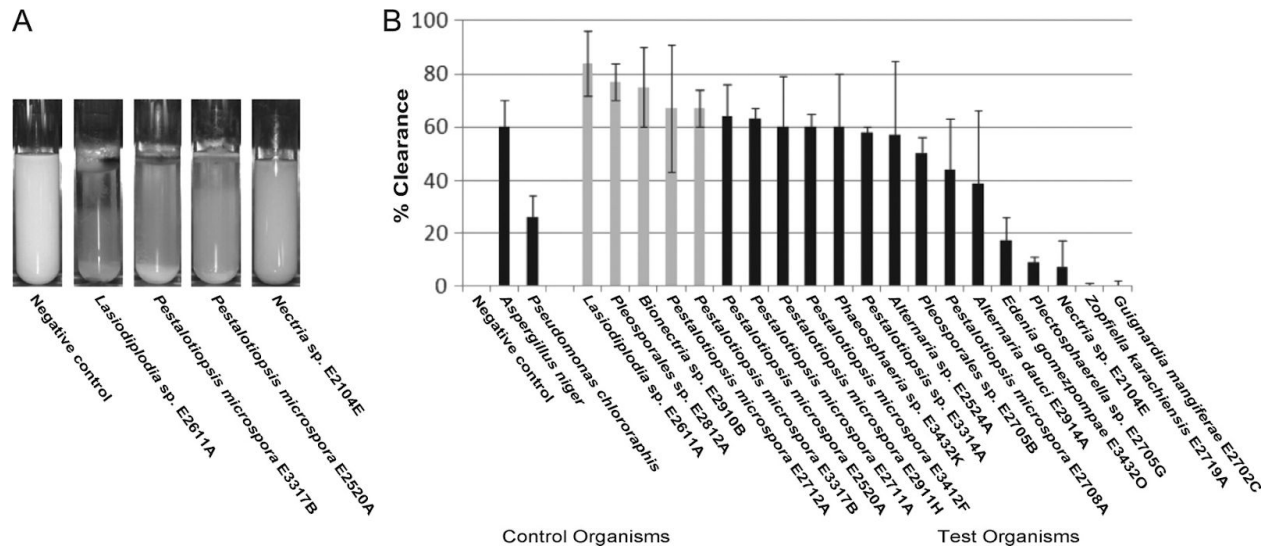 A
Negative control
Lasiodiplodia sp. E2611A
Pestalotiopsis microspora E3317B
Pestalotiopsis microspora E2520A
Nectria sp. E2104E
B
% Clearance
100
80
60
40
20
0
Negative control
Aspergillus niger
Pseudomonas chlororaphis
Lasiodiplodia sp. E2611A
Pleosporales sp. E2812A
Bionectria sp. E2910B
Pestalotiopsis microspora E2712A
Pestalotiopsis microspora E3317B
Pestalotiopsis microspora E2520A
Pestalotiopsis microspora E2711A
Pestalotiopsis microspora E2911H
Pestalotiopsis microspora E3412F
Phaeosphaeria sp. E3432K
Pestalotiopsis sp. E3314A
Alternaria sp. E2524A
Pleosporales sp. E2705B
Pestalotiopsis microspora E2708A
Alternaria dauci E2914A
Edenia gomezpompae E3432O
Plectosphaerella sp. E2705G
Nectria sp. E2104E
Zopfiella karachiensis E2719A
Guignardia mangiferae E2702C
Control Organisms
Test Organisms